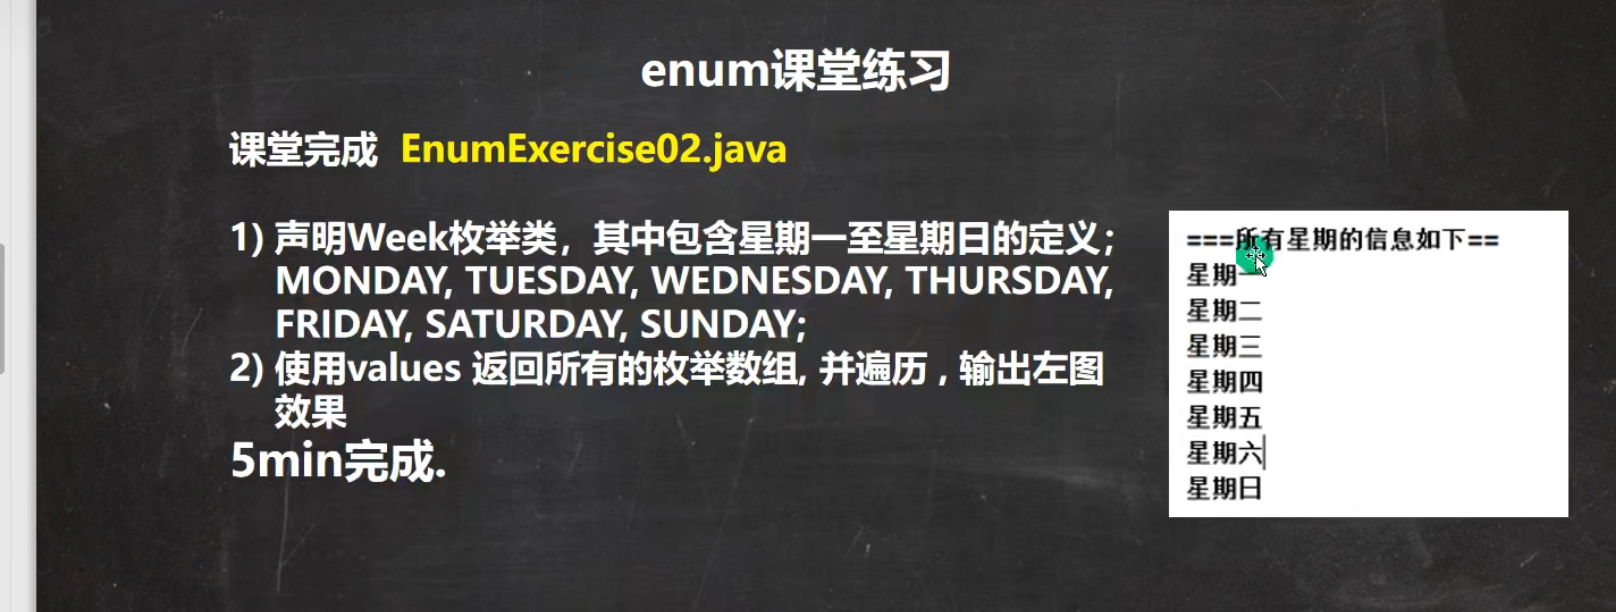 enum课堂练习
课堂完成 EnumExercise02.java
1) 声明Week枚举类，其中包含星期一至星期日的定义；
MONDAY, TUESDAY, WEDNESDAY, THURSDAY,
FRIDAY, SATURDAY, SUNDAY;
2) 使用values 返回所有的枚举数组, 并遍历 , 输出左图
效果
5min完成.
===所有星期的信息如下==
星期一
星期二
星期三
星期四
星期五
星期六
星期日